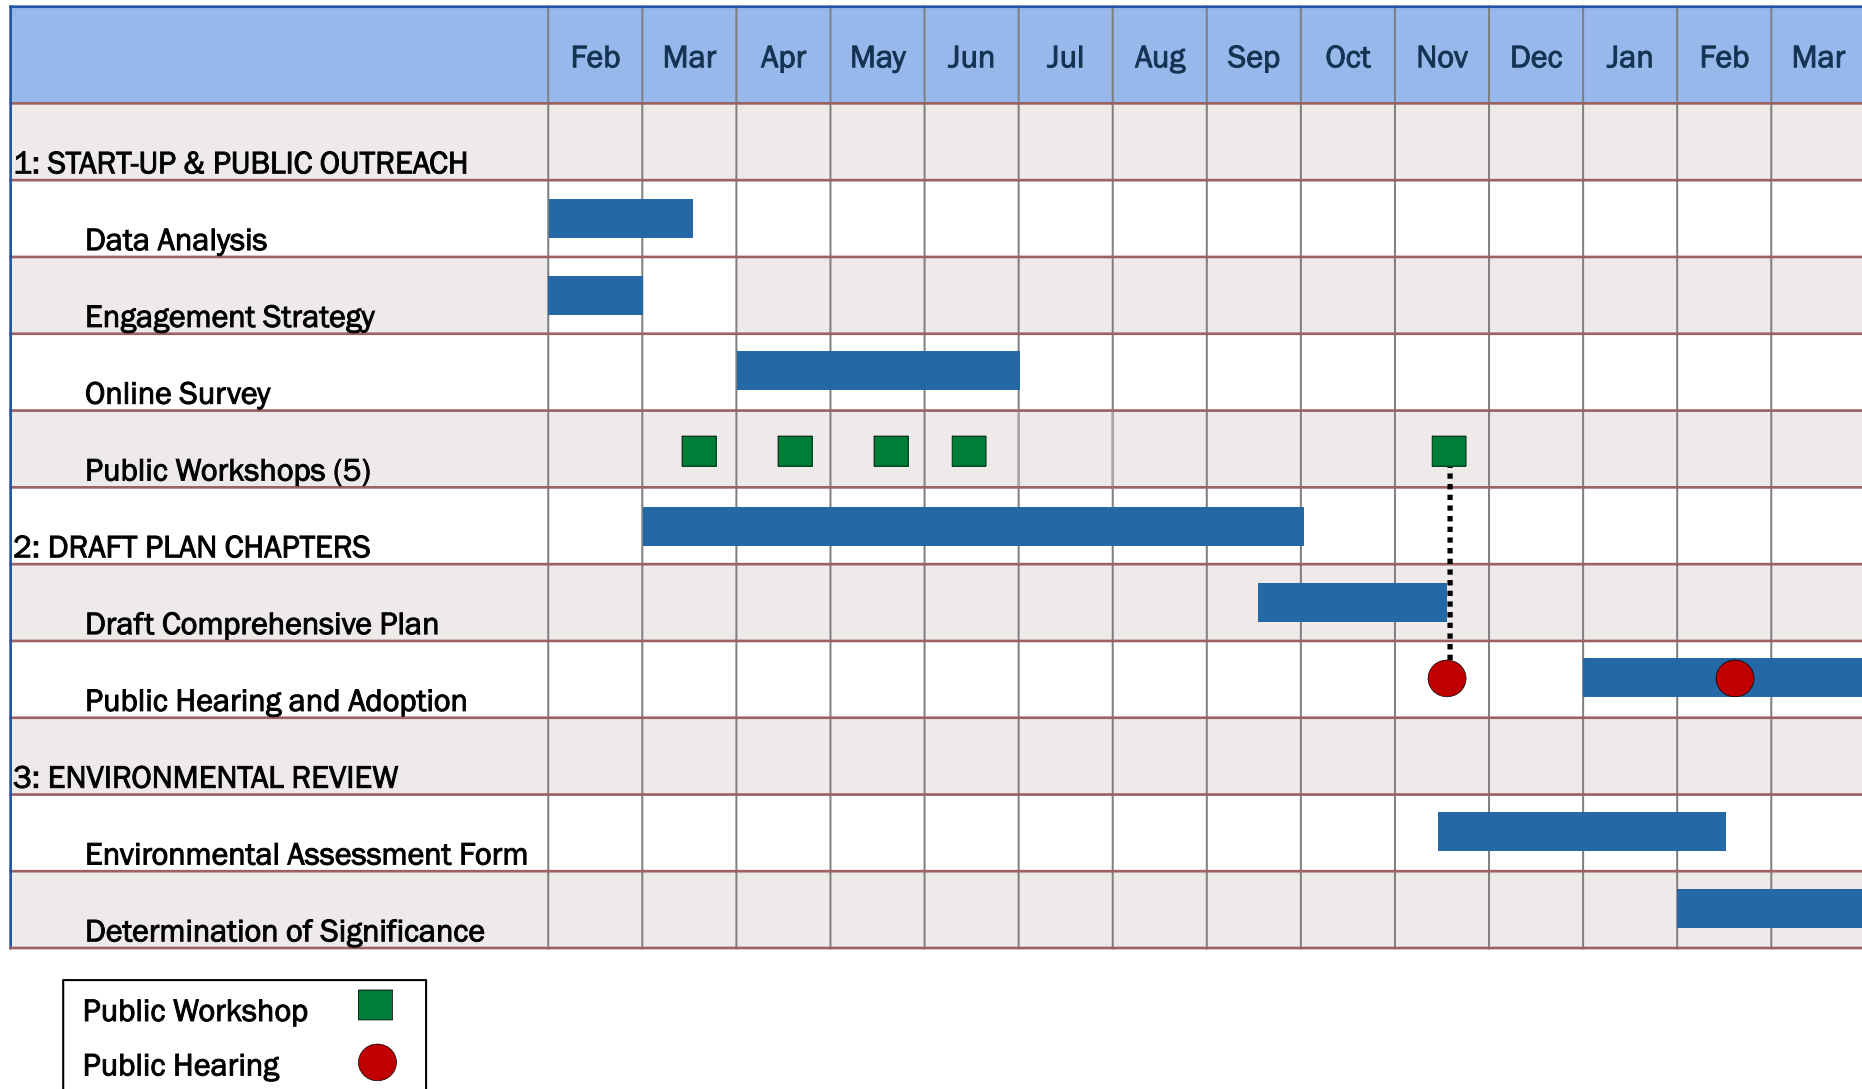 Feb Mar Apr May Jun Jul Aug Sep Oct Nov Dec Jan Feb Mar
1: START-UP & PUBLIC OUTREACH
Data Analysis
Engagement Strategy
Online Survey
Public Workshops (5)
2: DRAFT PLAN CHAPTERS
Draft Comprehensive Plan
Public Hearing and Adoption
3: ENVIRONMENTAL REVIEW
Environmental Assessment Form
Determination of Significance
Public Workshop
Public Hearing